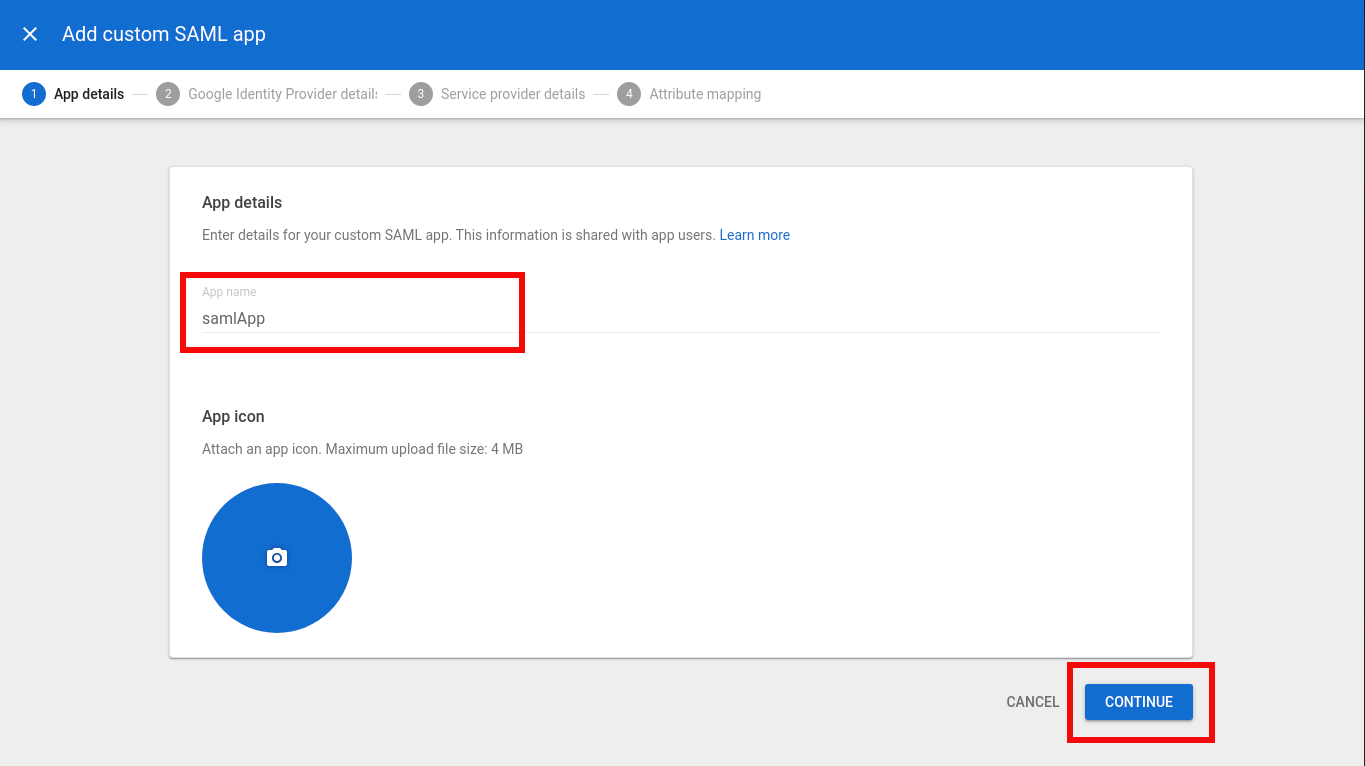 Add custom SAML app
1 App details 2 Google Identity Provider details 3 Service provider details 4 Attribute mapping
App details
Enter details for your custom SAML app. This information is shared with app users. Learn more
App name
samlApp
App icon
Attach an app icon. Maximum upload file size: 4 MB
CANCEL CONTINUE